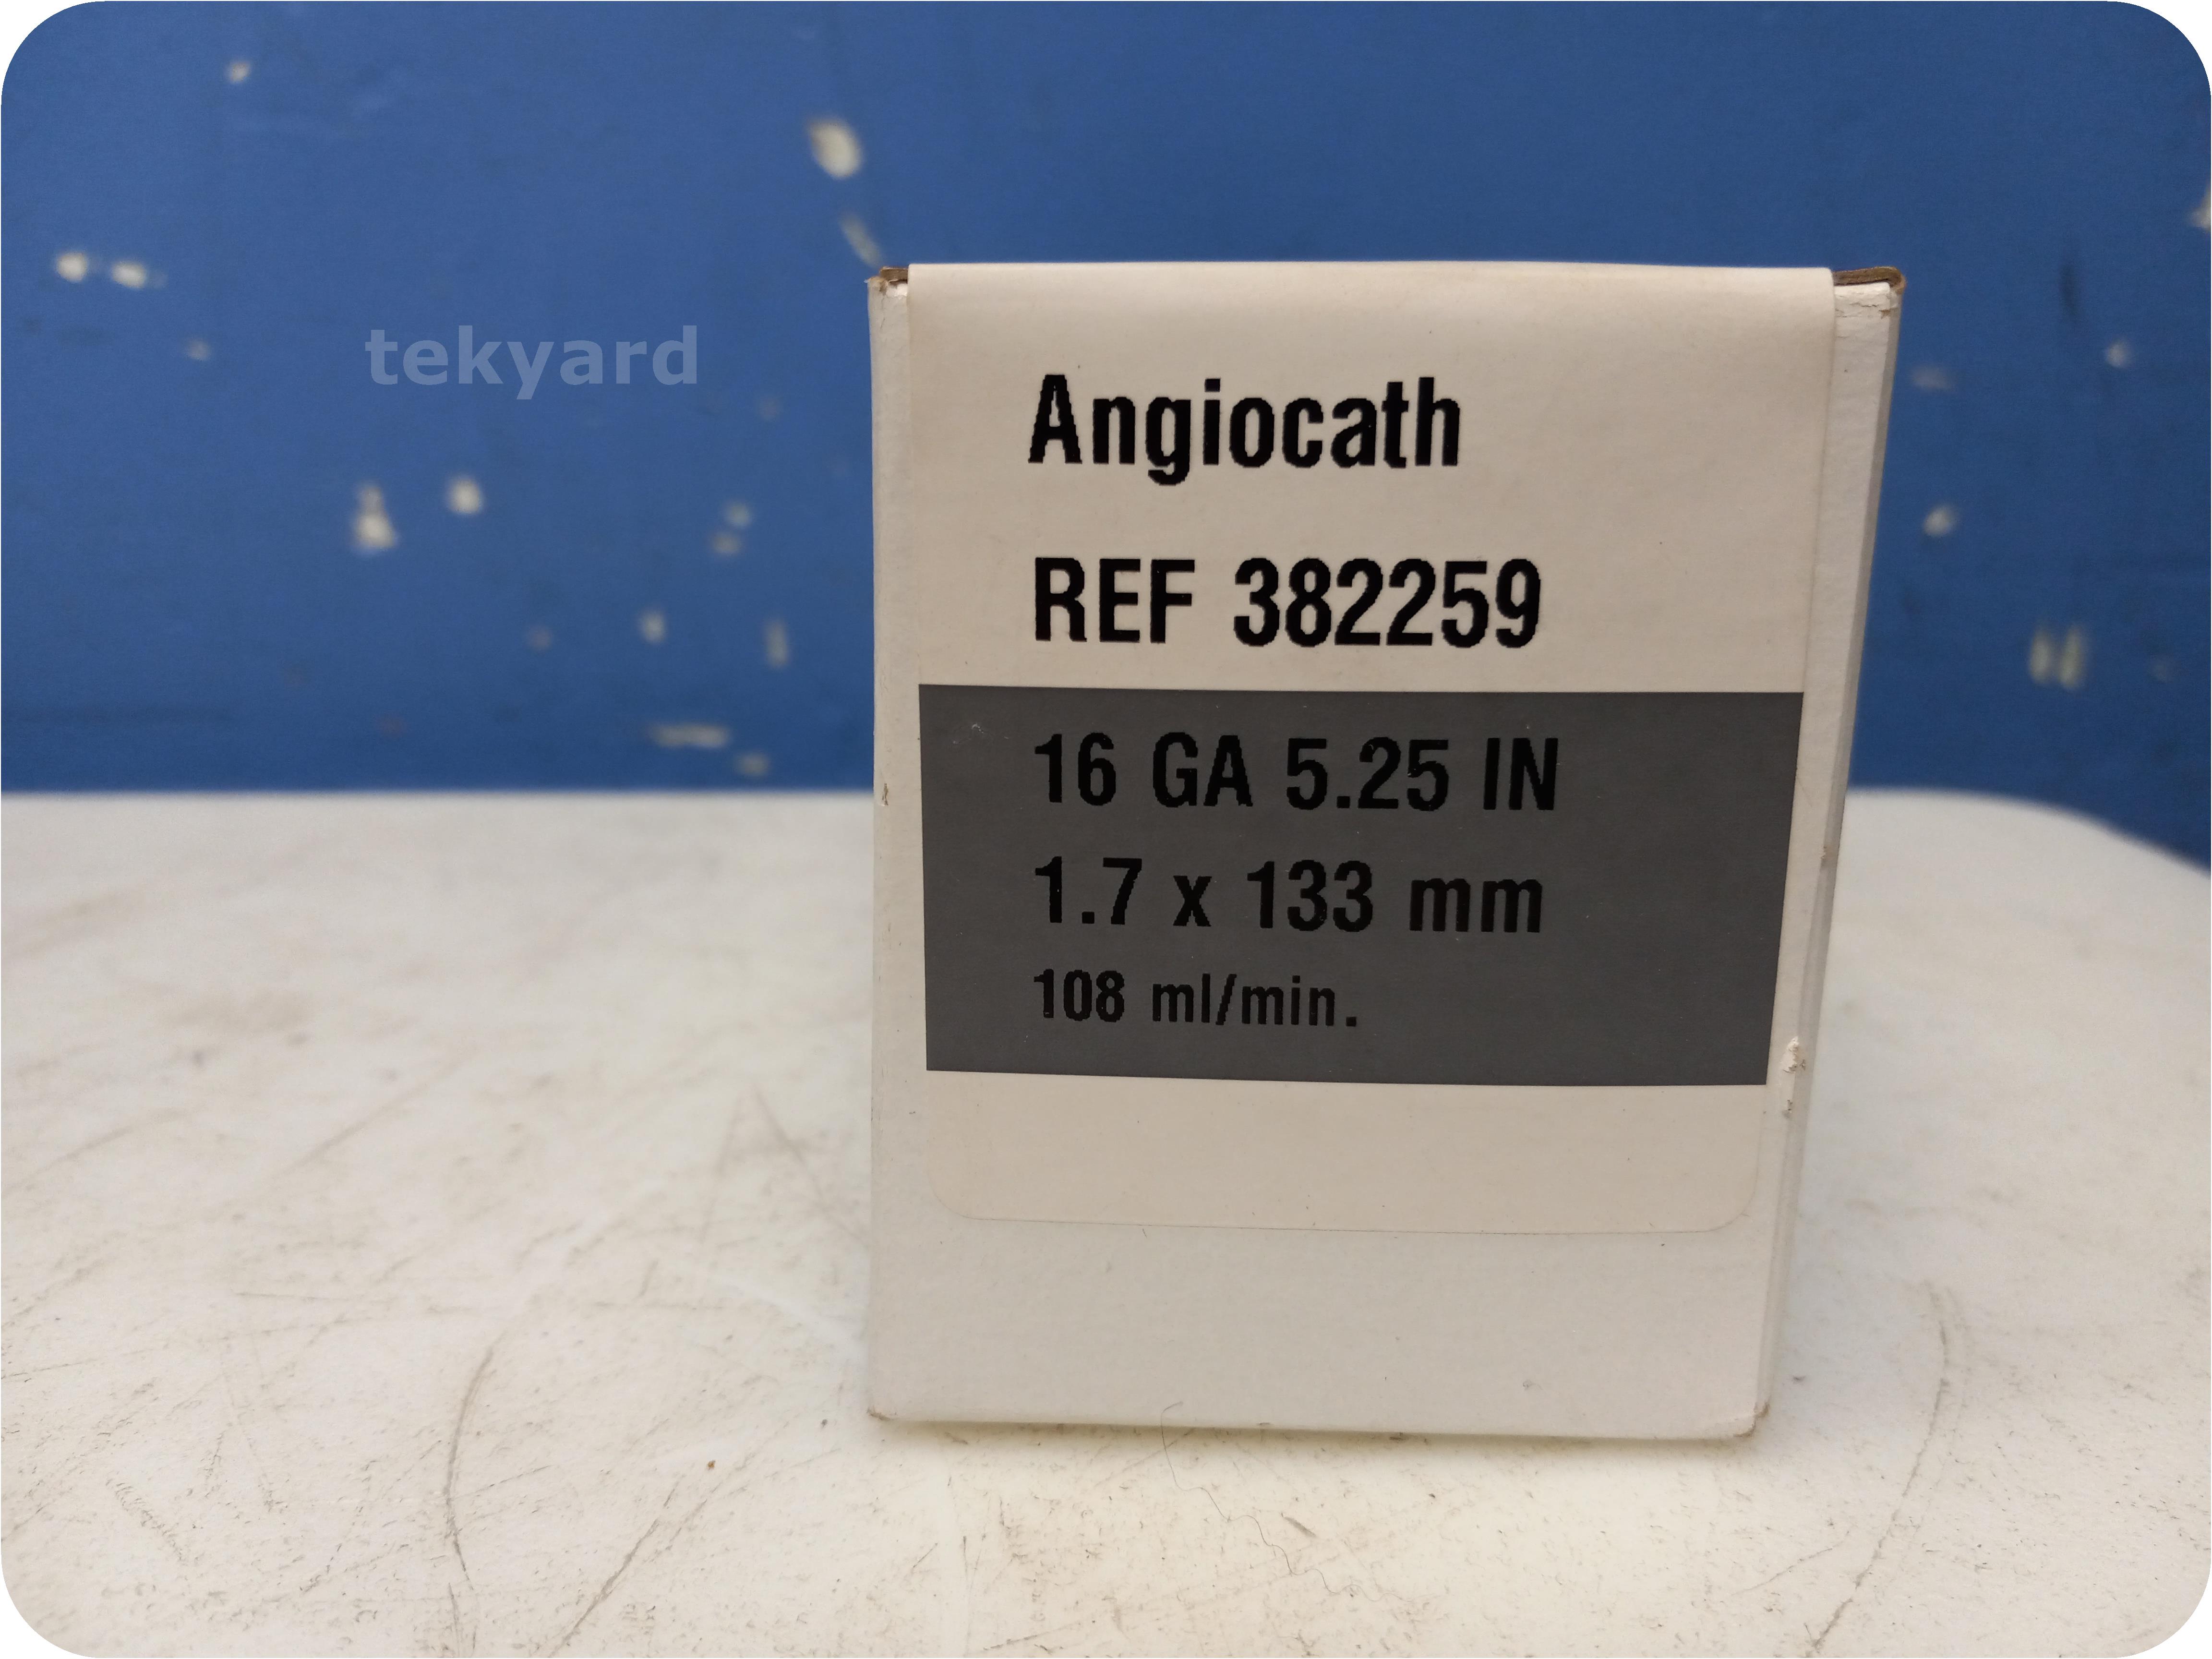 tekyard
Angiocath
REF 382259
16 GA 5.25 IN
1.7 x 133 mm
108 ml/min.